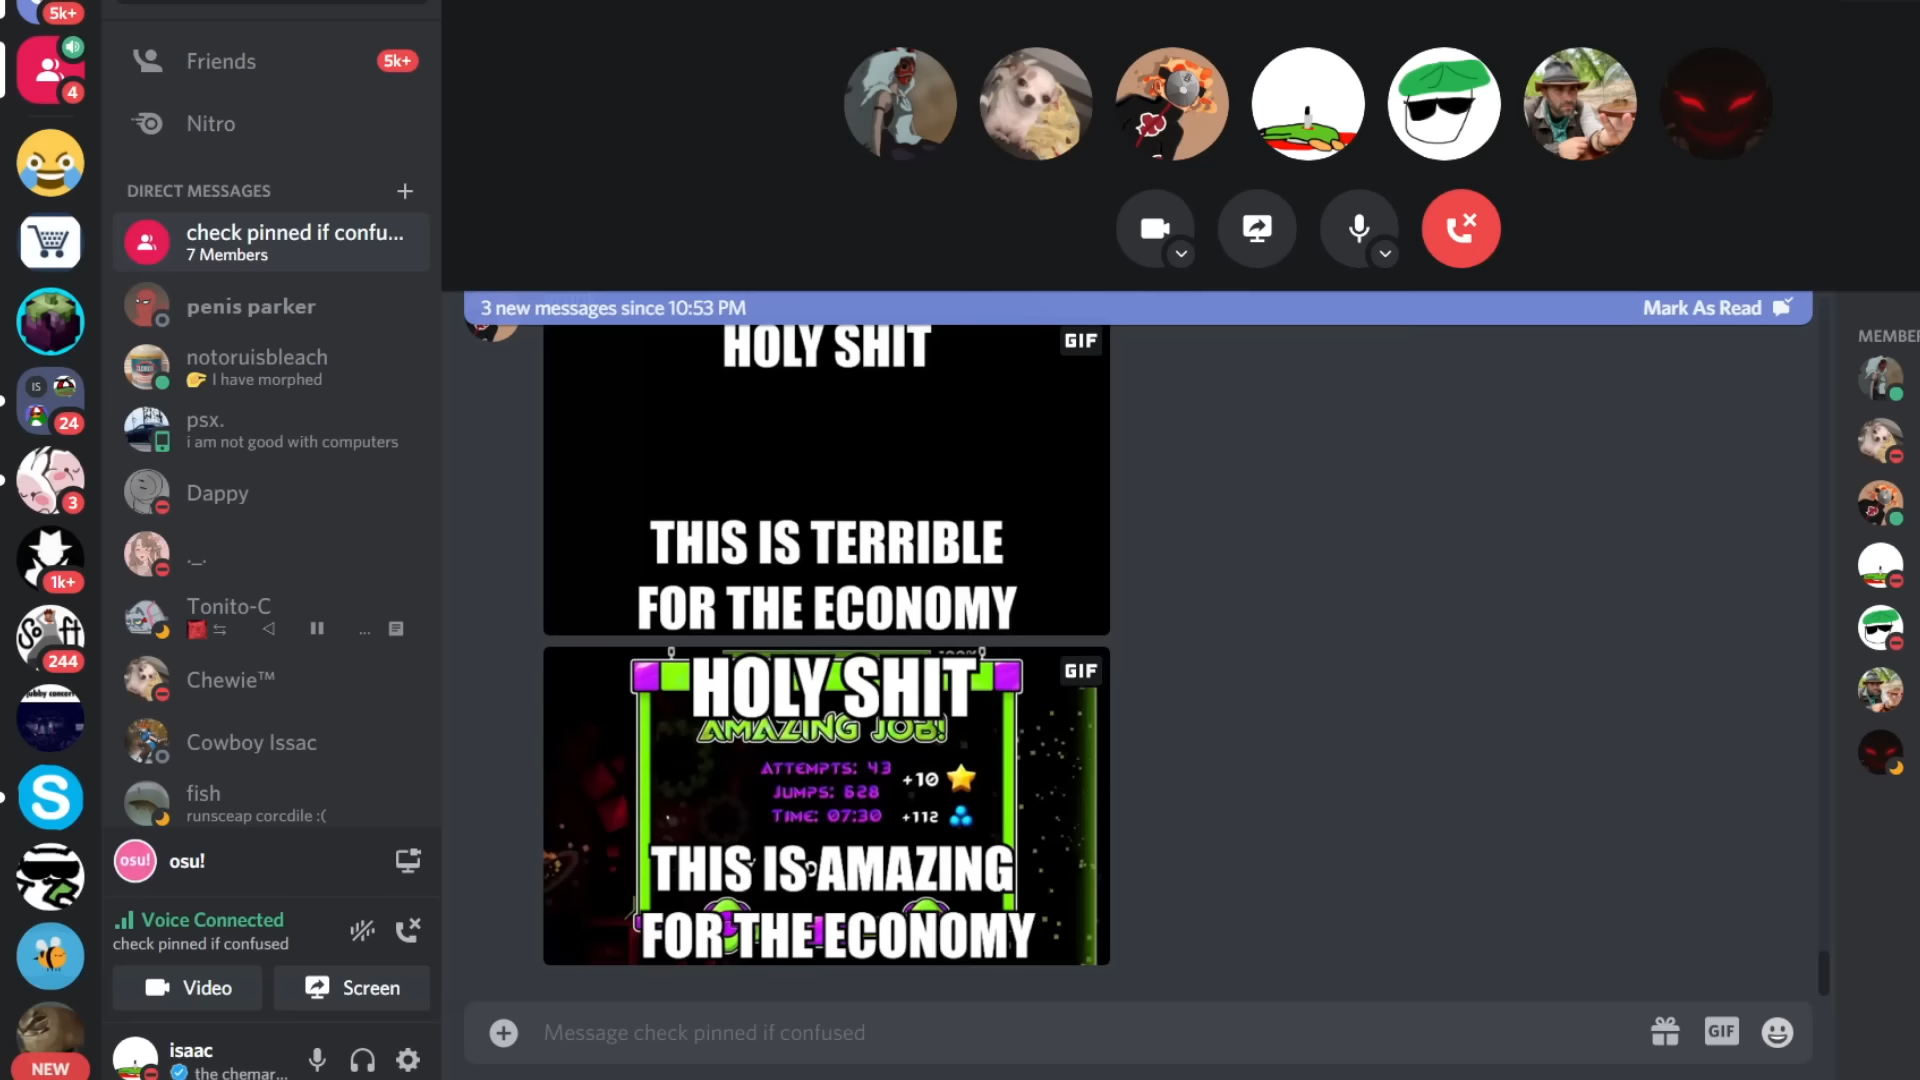 5k+
4
24
3
1k+
244
NEW
Friends
5k+
Nitro
DIRECT MESSAGES
check pinned if confu...
7 Members
penis parker
notoruisbleach
I have morphed
psx.
i am not good with computers
Dappy
._.
Tonito-C
...
Chewie™
Cowboy Issac
fish
runsceap corcdile :(
osu!
osu!
Voice Connected
check pinned if confused
Video
Screen
isaac
the chemar...
3 new messages since 10:53 PM
Mark As Read
HOLY SHIT
GIF
THIS IS TERRIBLE
FOR THE ECONOMY
HOLY SHIT
GIF
AMAZING JOB!
ATTEMPTS: 43
+10
JUMPS: 628
TIME: 07:30
+112
THIS IS AMAZING
FOR THE ECONOMY
Message check pinned if confused
GIF
MEMBE